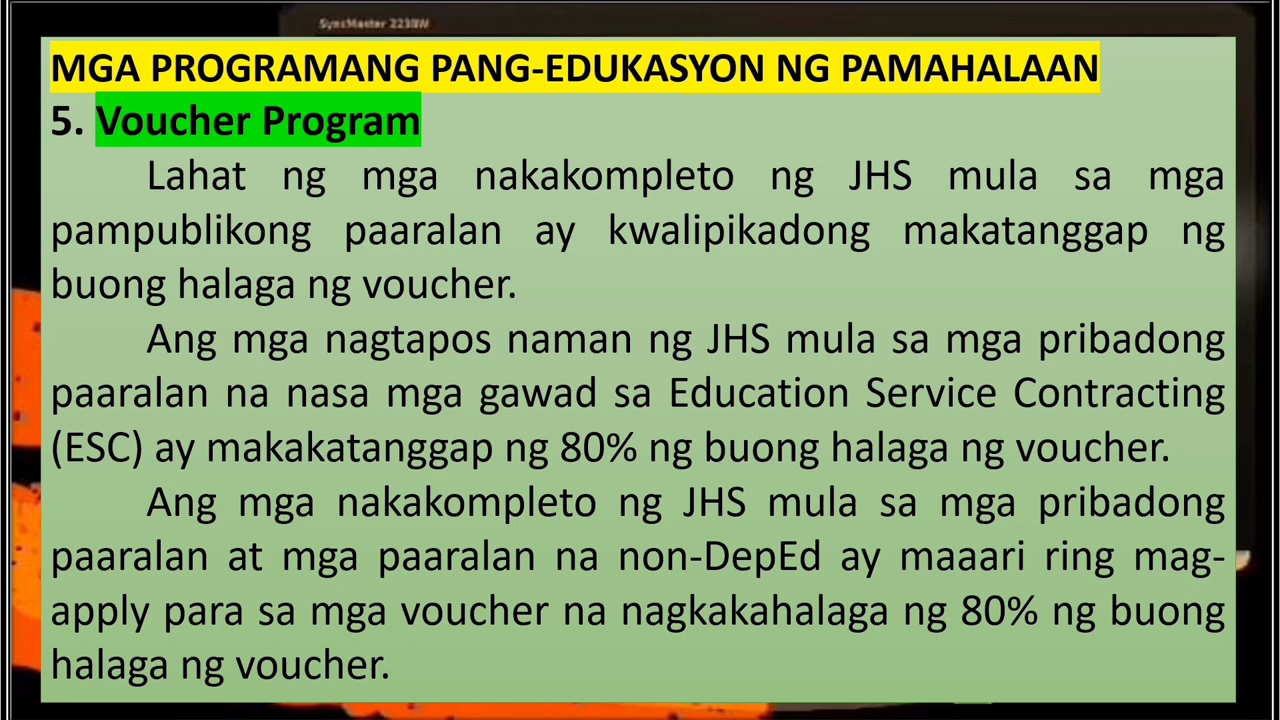 SyncMaster 2238W
MGA PROGRAMANG PANG-EDUKASYON NG PAMAHALAAN
5. Voucher Program
Lahat ng mga nakakompleto ng JHS mula sa mga
pampublikong paaralan ay kwalipikadong makatanggap ng
buong halaga ng voucher.
Ang mga nagtapos naman ng JHS mula sa mga pribadong
paaralan na nasa mga gawad sa Education Service Contracting
(ESC) ay makakatanggap ng 80% ng buong halaga ng voucher.
Ang mga nakakompleto ng JHS mula sa mga pribadong
paaralan at mga paaralan na non-DepEd ay maaari ring mag-
apply para sa mga voucher na nagkakahalaga ng 80% ng buong
halaga ng voucher.